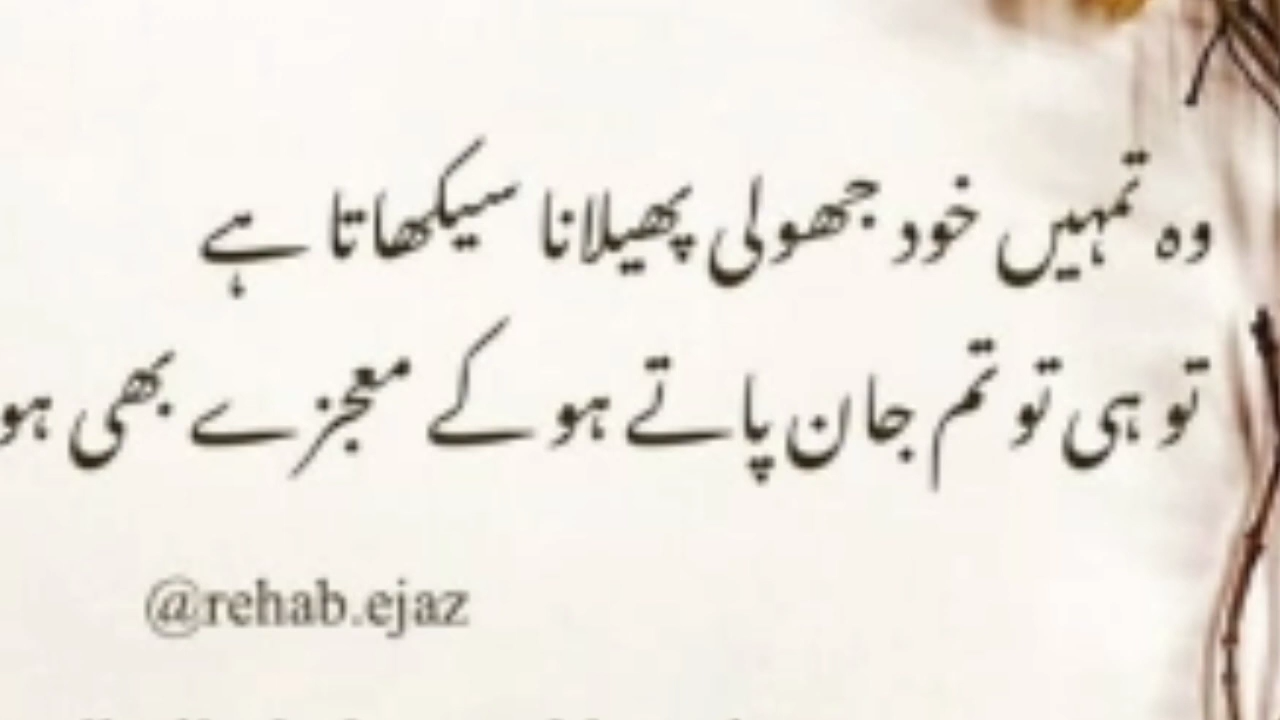 وہ تمہیں خود جھولی پھیلانا سیکھاتا ہے
تو ہی تو تم جان پاتے ہو کے معجزے بھی ہو
@rehab.ejaz